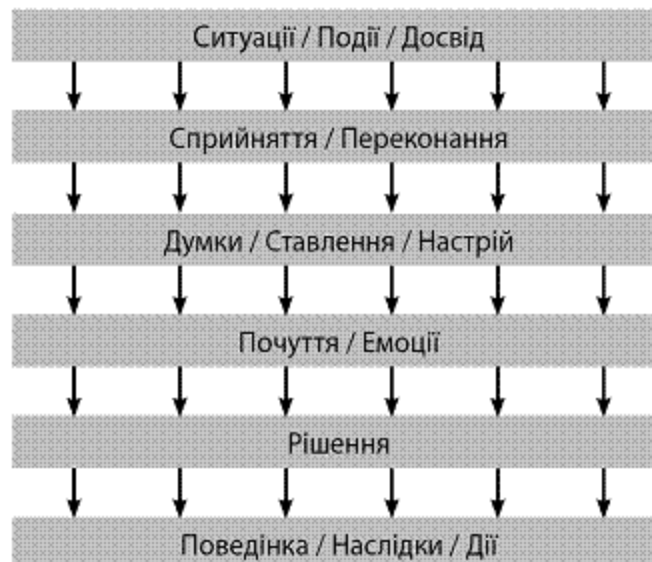 Ситуації / Події / Досвід
Сприйняття / Переконання
Думки / Ставлення / Настрій
Почуття / Емоції
Рішення
Поведінка / Наслідки / Дії